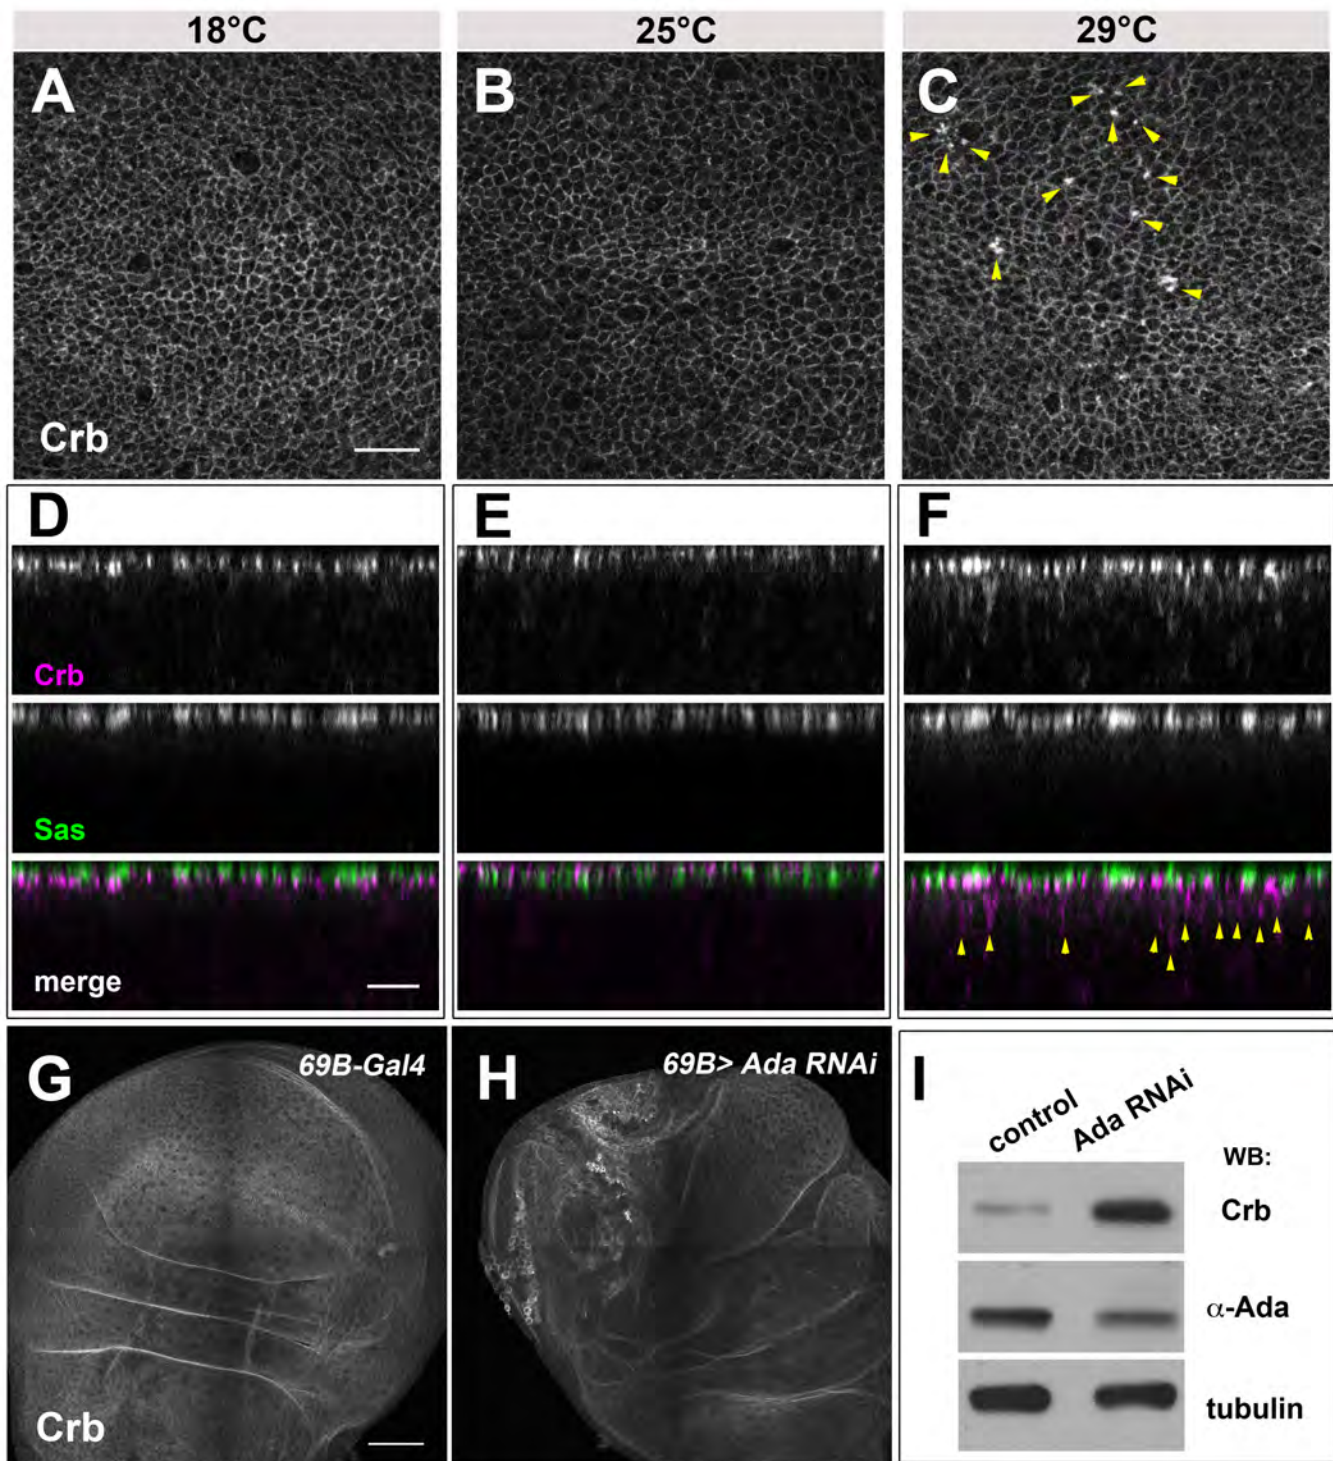 18°C 25°C 29°C
A B C
Crb
D E F
Crb
Sas
merge
G 69B-Gal4 H 69B> Ada RNAi I control Ada RNAi
WB:
Crb
α-Ada
tubulin
Crb